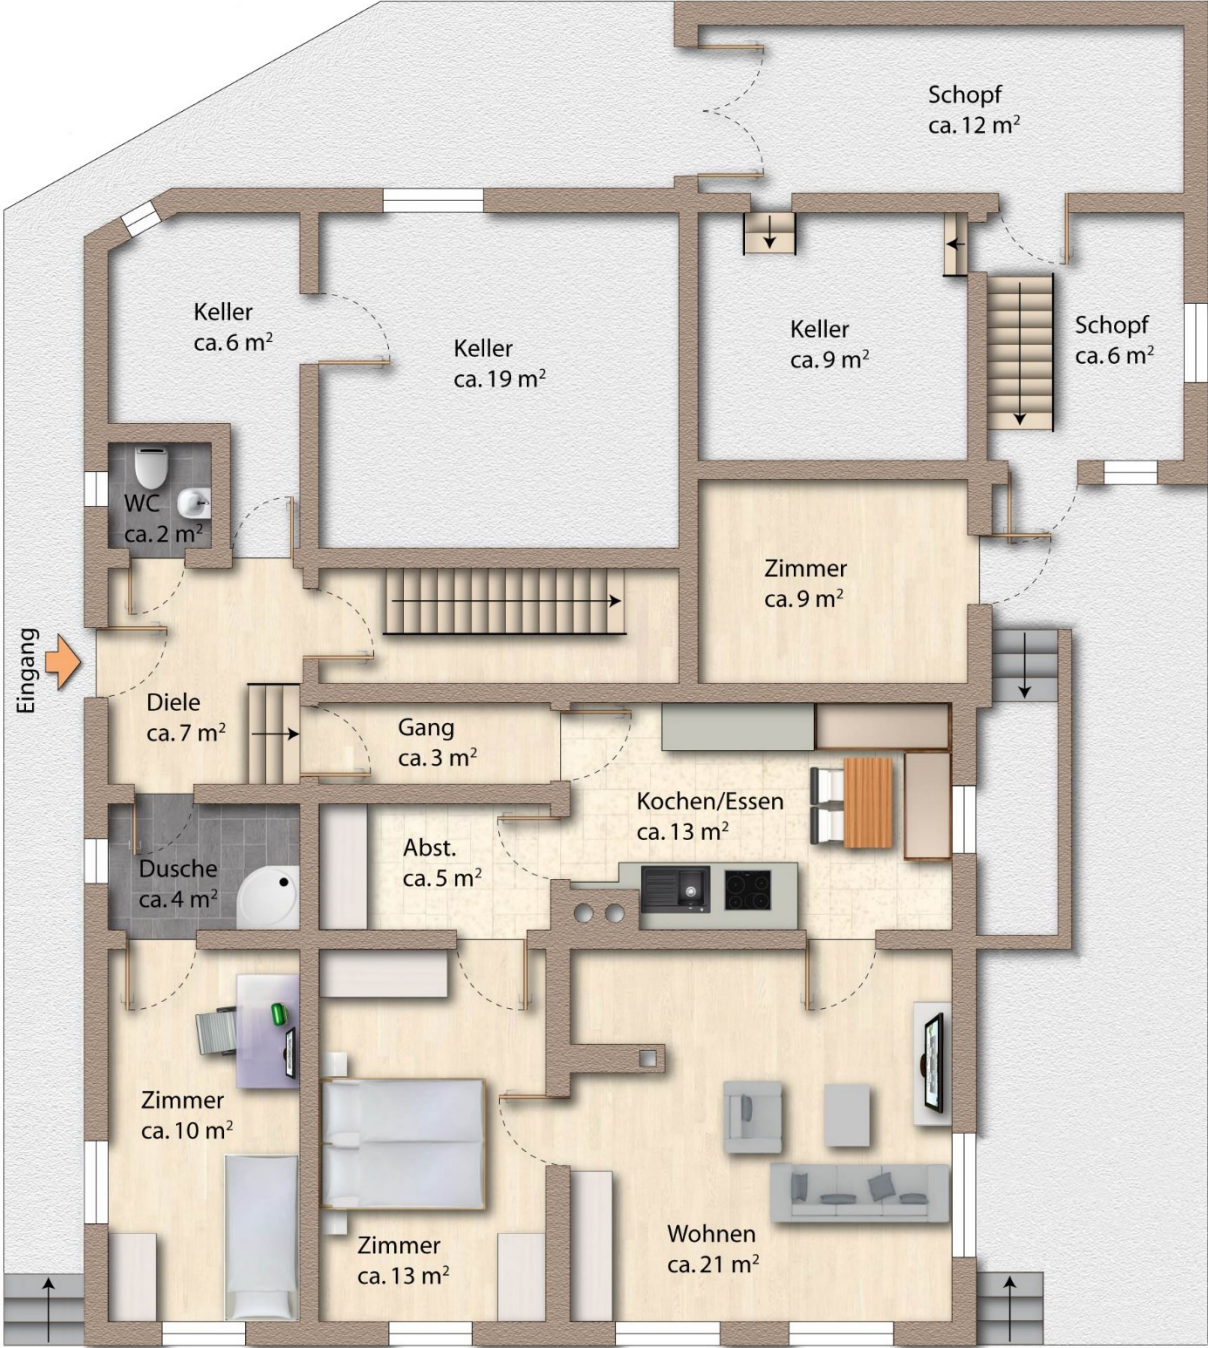 Schopf
ca. 12 m²
Keller
ca. 6 m²
Keller
ca. 19 m²
Keller
ca. 9 m²
Schopf
ca. 6 m²
WC
ca. 2 m²
Zimmer
ca. 9 m²
Eingang
Diele
ca. 7 m²
Gang
ca. 3 m²
Kochen/Essen
ca. 13 m²
Abst.
ca. 5 m²
Dusche
ca. 4 m²
Zimmer
ca. 10 m²
Zimmer
ca. 13 m²
Wohnen
ca. 21 m²